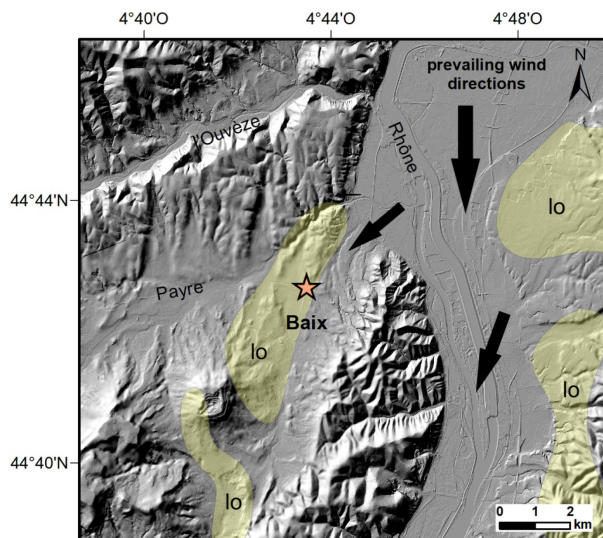 4°40'O
4°44'O
4°48'O
prevailing wind
directions
N
l'Ouvèze
Rhône
44°44'N
lo
Payre
Baix
lo
lo
44°40'N
lo
0 1 2
km